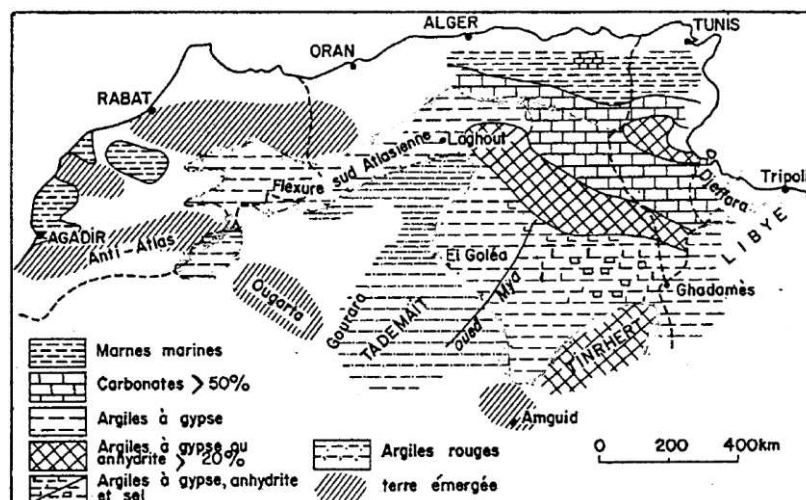 ALGER
TUNIS
ORAN
RABAT
Laghout
Flexure sud Atlasienne
Tripoli
Djeffara
LIBYE
AGADIR
Anti-Atlas
El Goléa
Ghadamès
Ougarta
Gourara
TADEMAIT
oued Mya
TINRHERT
Amguid
Marnes marines
Carbonates > 50%
Argiles à gypse
Argiles à gypse ou
anhydrite > 20%
Argiles à gypse, anhydrite
et sel
Argiles rouges
terre émergée
0 200 400km